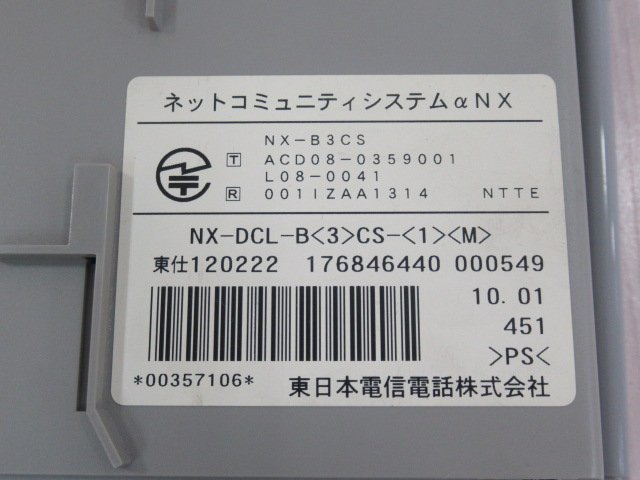 ネットコミュニティシステムαNX
NX-B3CS
T ACD08-0359001
L08-0041
R 001IZAA1314 NTTE
NX-DCL-B<3>CS-<1><M>
東仕120222 176846440 000549
10.01
451
>PS<
*00357106* 東日本電信電話株式会社